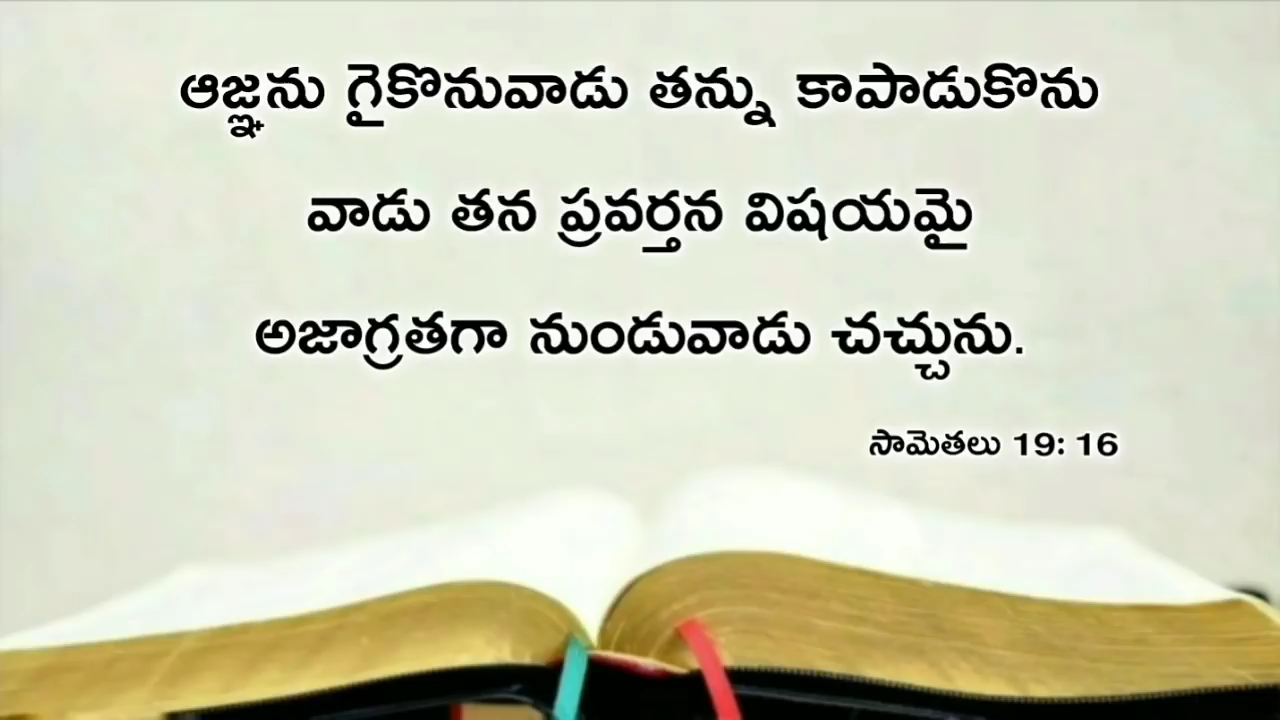 ఆజ్ఞను గైకొనువాడు తన్ను కాపాడుకొను
వాడు తన ప్రవర్తన విషయమై
అజాగ్రతగా నుండువాడు చచ్చును.
సామెతలు 19: 16